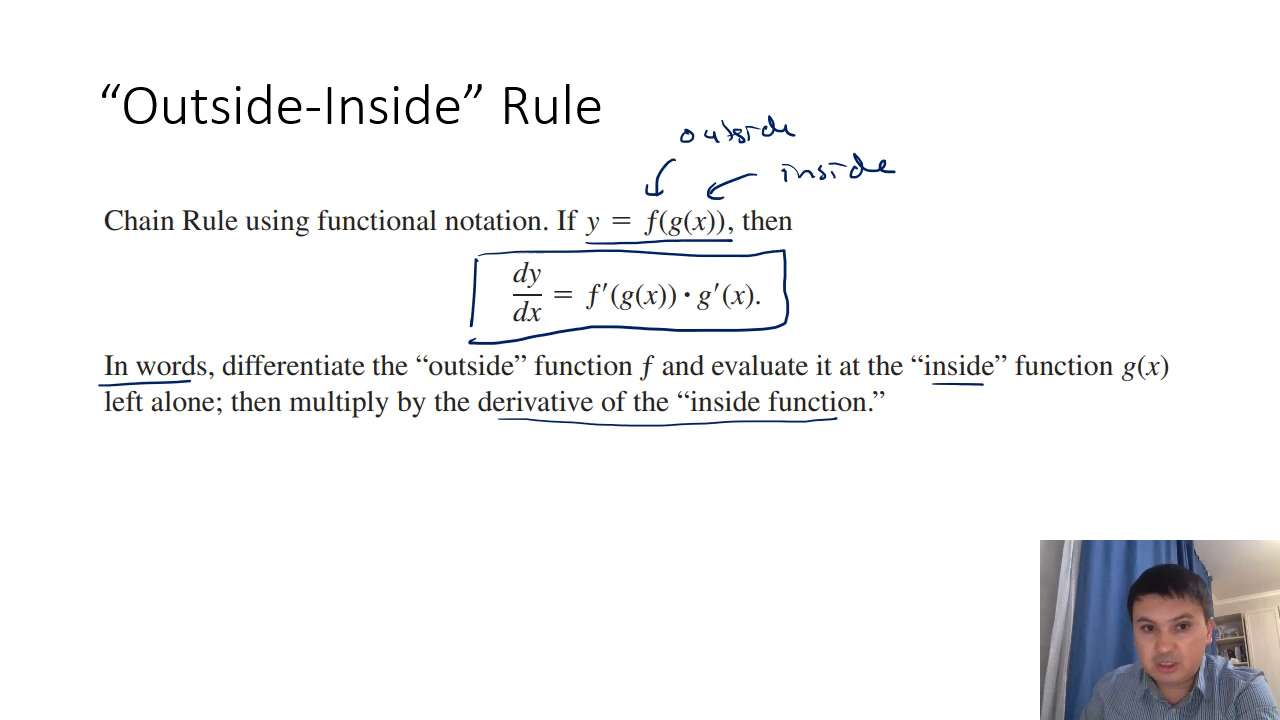 “Outside-Inside” Rule
outside
inside
Chain Rule using functional notation. If y = f(g(x)), then
dy/dx = f′(g(x)) · g′(x).
In words, differentiate the “outside” function f and evaluate it at the “inside” function g(x)
left alone; then multiply by the derivative of the “inside function.”